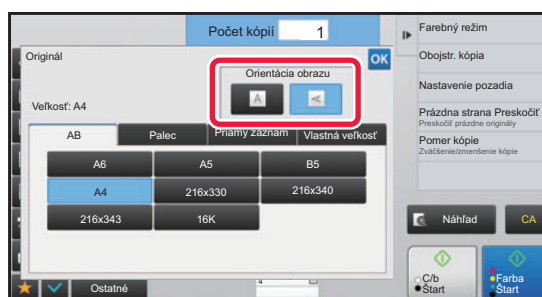 Počet kópií 1
Originál
OK
Orientácia obrazu
A A
Veľkosť: A4
AB Palec Priamy záznam Vlastná veľkosť
A6 A5 B5
A4 216x330 216x340
216x343 16K
Ostatné
Farebný režim
Obojstr. kópia
Nastavenie pozadia
Prázdna strana Preskočiť
Preskočiť prázdne originály
Pomer kópie
Zväčšenie/zmenšenie kópie
Náhľad CA
C/b
Štart
Farba
Štart